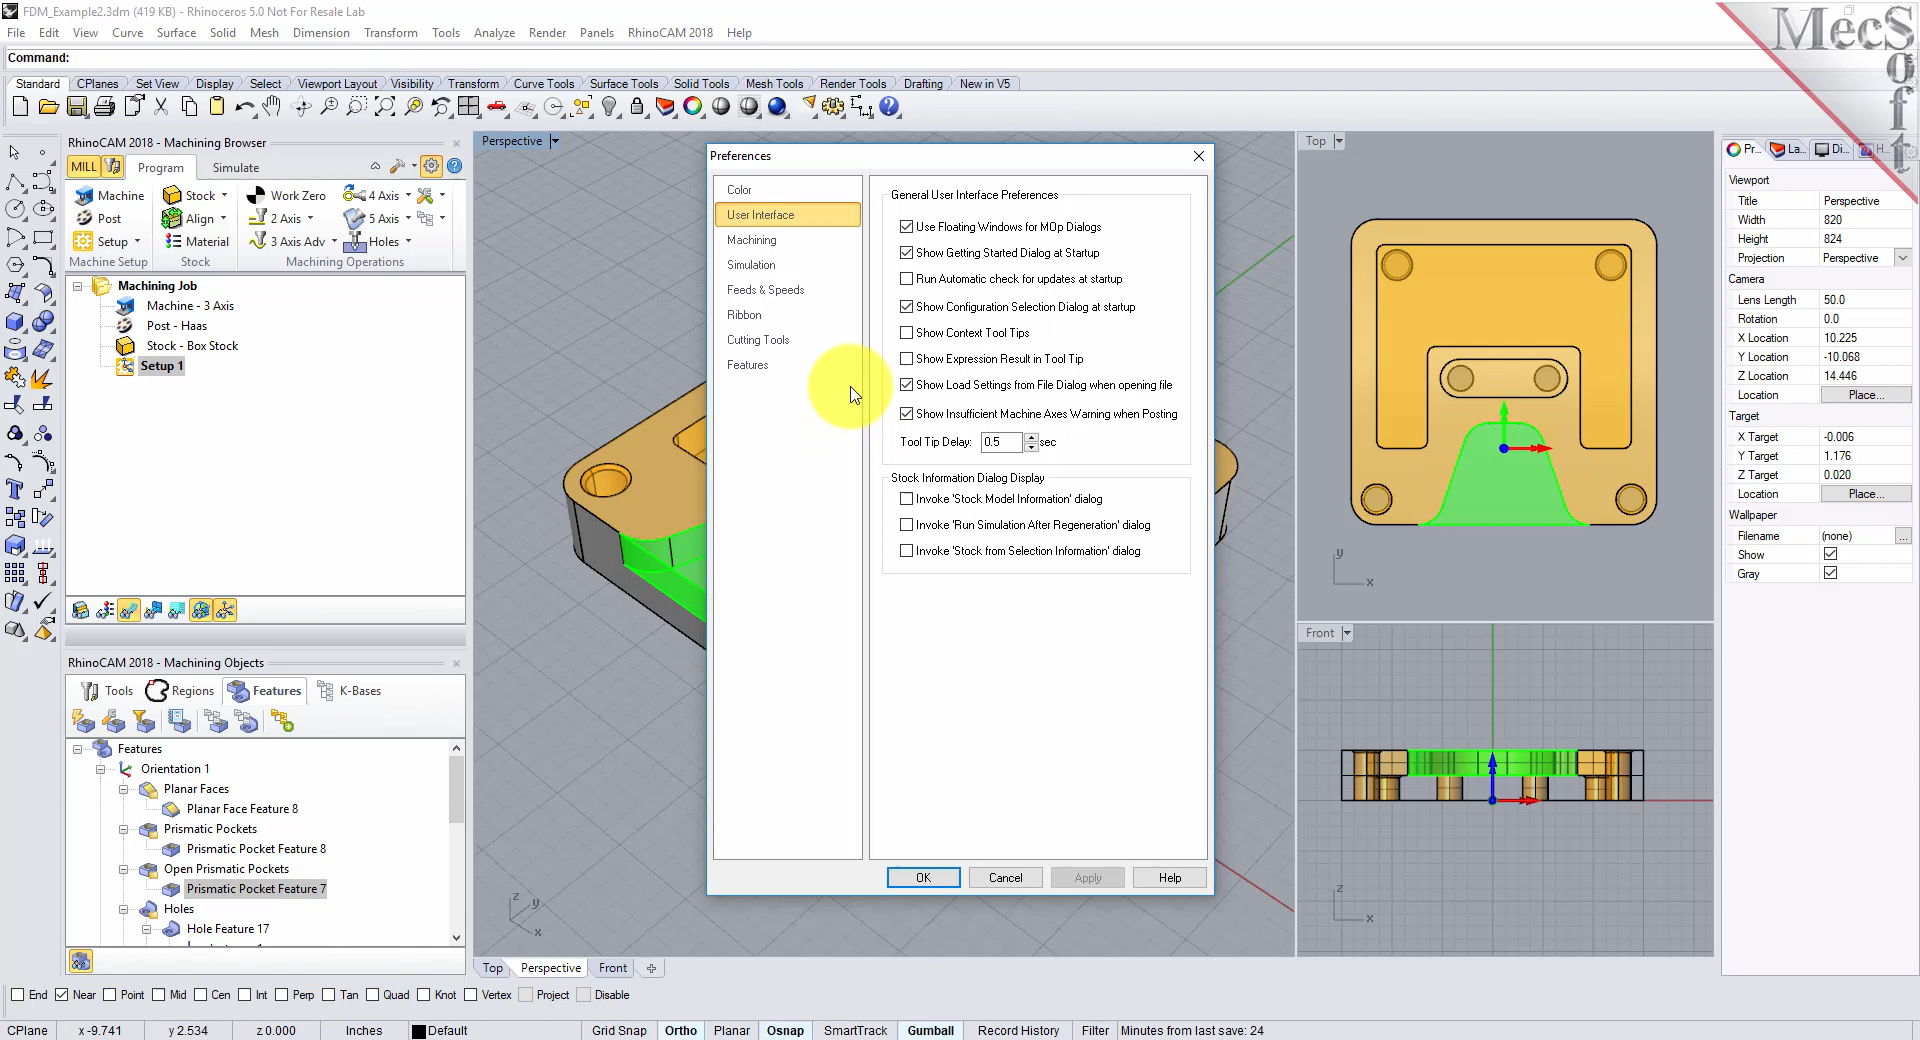 FDM_Example2.3dm (419 KB) - Rhinoceros 5.0 Not For Resale Lab
MecSoft
File Edit View Curve Surface Solid Mesh Dimension Transform Tools Analyze Render Panels RhinoCAM 2018 Help
Command:
Standard CPlanes Set View Display Select Viewport Layout Visibility Transform Curve Tools Surface Tools Solid Tools Mesh Tools Render Tools Drafting New in V5
RhinoCAM 2018 - Machining Browser
MILL Program Simulate
Machine Stock Work Zero 4 Axis
Post Align 2 Axis 5 Axis
Setup Material 3 Axis Adv Holes
Machine Setup Stock Machining Operations
Machining Job
Machine - 3 Axis
Post - Haas
Stock - Box Stock
Setup 1
RhinoCAM 2018 - Machining Objects
Tools Regions Features K-Bases
Features
Orientation 1
Planar Faces
Planar Face Feature 8
Prismatic Pockets
Prismatic Pocket Feature 8
Open Prismatic Pockets
Prismatic Pocket Feature 7
Holes
Hole Feature 17
Perspective
z y x
Preferences
Color
User Interface
Machining
Simulation
Feeds & Speeds
Ribbon
Cutting Tools
Features
General User Interface Preferences
Use Floating Windows for MOp Dialogs
Show Getting Started Dialog at Startup
Run Automatic check for updates at startup
Show Configuration Selection Dialog at startup
Show Context Tool Tips
Show Expression Result in Tool Tip
Show Load Settings from File Dialog when opening file
Show Insufficient Machine Axes Warning when Posting
Tool Tip Delay: 0.5 sec
Stock Information Dialog Display
Invoke 'Stock Model Information' dialog
Invoke 'Run Simulation After Regeneration' dialog
Invoke 'Stock from Selection Information' dialog
OK Cancel Apply Help
Top
y x
Front
z x
Pr... La... Di... H
Viewport
Title Perspective
Width 820
Height 824
Projection Perspective
Camera
Lens Length 50.0
Rotation 0.0
X Location 10.225
Y Location -10.068
Z Location 14.446
Location Place...
Target
X Target -0.006
Y Target 1.176
Z Target 0.020
Location Place...
Wallpaper
Filename (none) ...
Show
Gray
Top Perspective Front
End Near Point Mid Cen Int Perp Tan Quad Knot Vertex Project Disable
CPlane x -9.741 y 2.534 z 0.000 Inches Default Grid Snap Ortho Planar Osnap SmartTrack Gumball Record History Filter Minutes from last save: 24